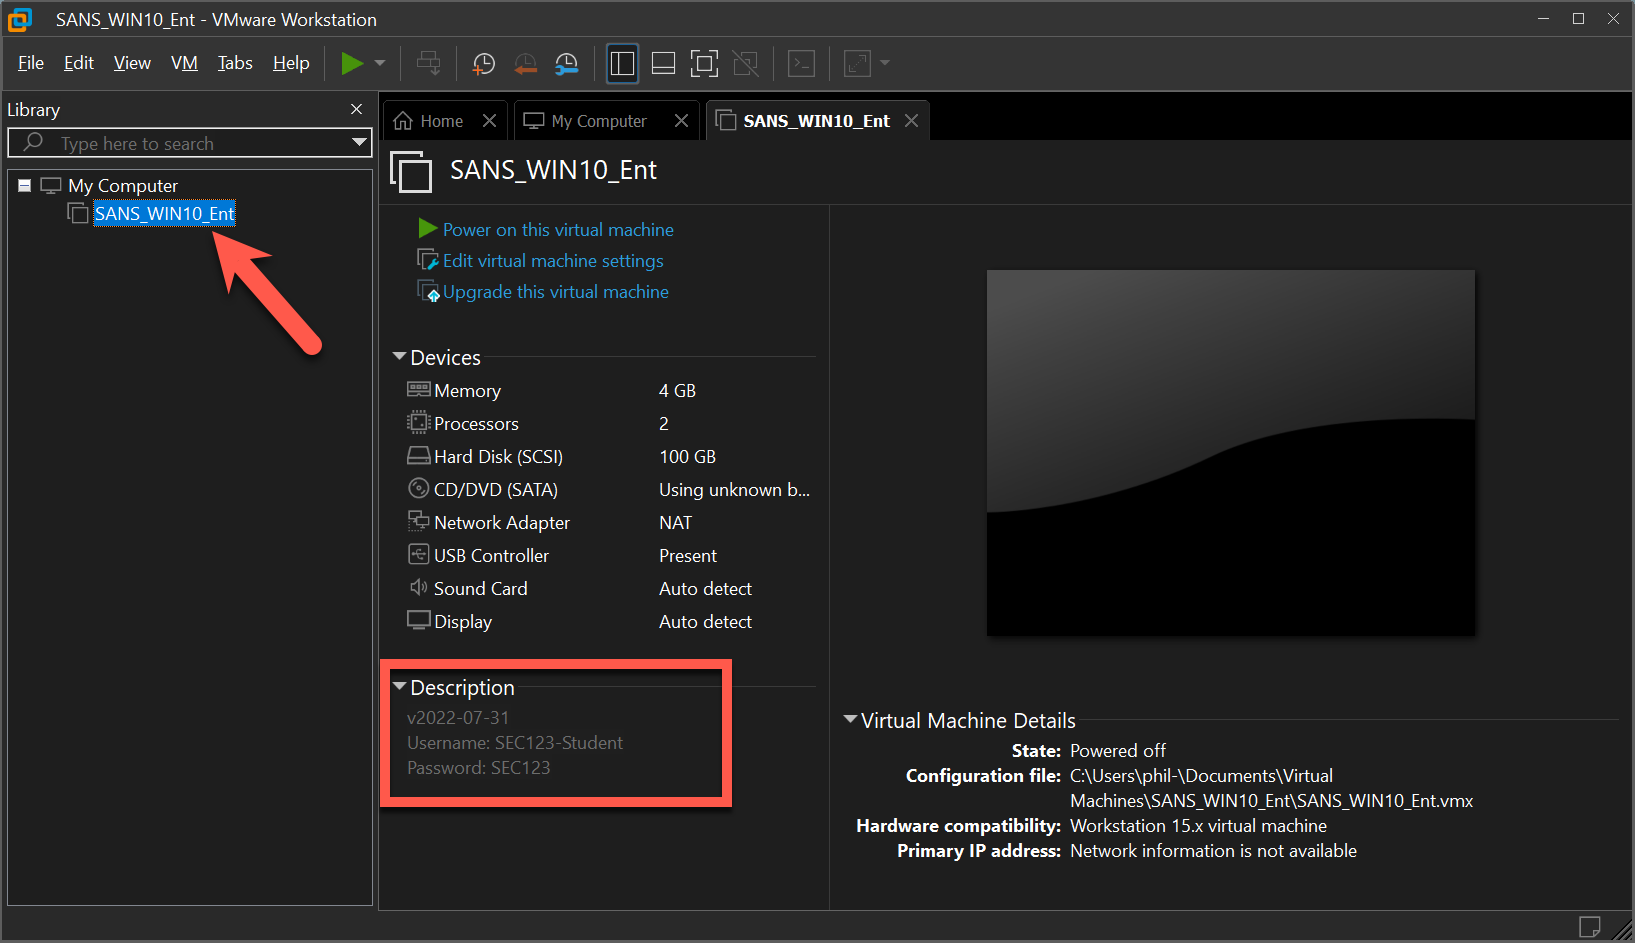 SANS_WIN10_Ent - VMware Workstation
File Edit View VM Tabs Help
Library
Type here to search
My Computer
SANS_WIN10_Ent
Home
My Computer
SANS_WIN10_Ent
SANS_WIN10_Ent
Power on this virtual machine
Edit virtual machine settings
Upgrade this virtual machine
Devices
Memory 4 GB
Processors 2
Hard Disk (SCSI) 100 GB
CD/DVD (SATA) Using unknown b...
Network Adapter NAT
USB Controller Present
Sound Card Auto detect
Display Auto detect
Description
v2022-07-31
Username: SEC123-Student
Password: SEC123
Virtual Machine Details
State: Powered off
Configuration file: C:\Users\phil-\Documents\Virtual
Machines\SANS_WIN10_Ent\SANS_WIN10_Ent.vmx
Hardware compatibility: Workstation 15.x virtual machine
Primary IP address: Network information is not available